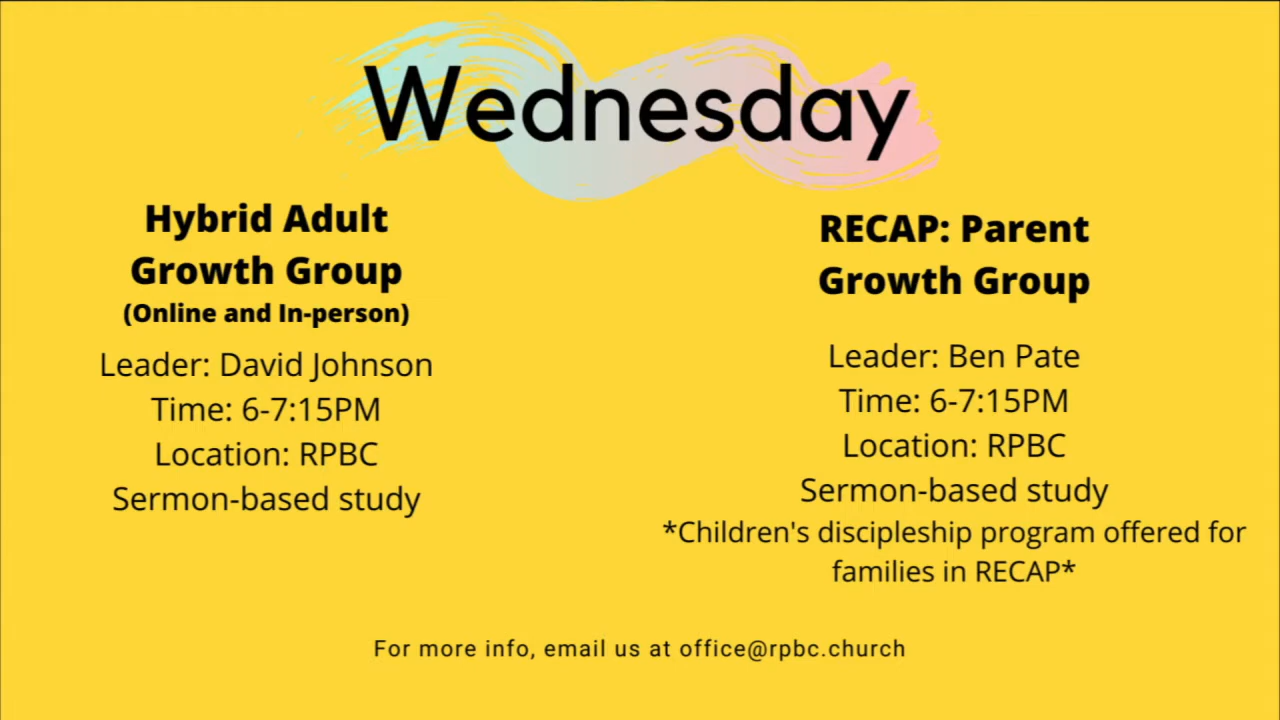 Wednesday
Hybrid Adult
Growth Group
(Online and In-person)
Leader: David Johnson
Time: 6-7:15PM
Location: RPBC
Sermon-based study
RECAP: Parent
Growth Group
Leader: Ben Pate
Time: 6-7:15PM
Location: RPBC
Sermon-based study
*Children's discipleship program offered for
families in RECAP*
For more info, email us at office@rpbc.church